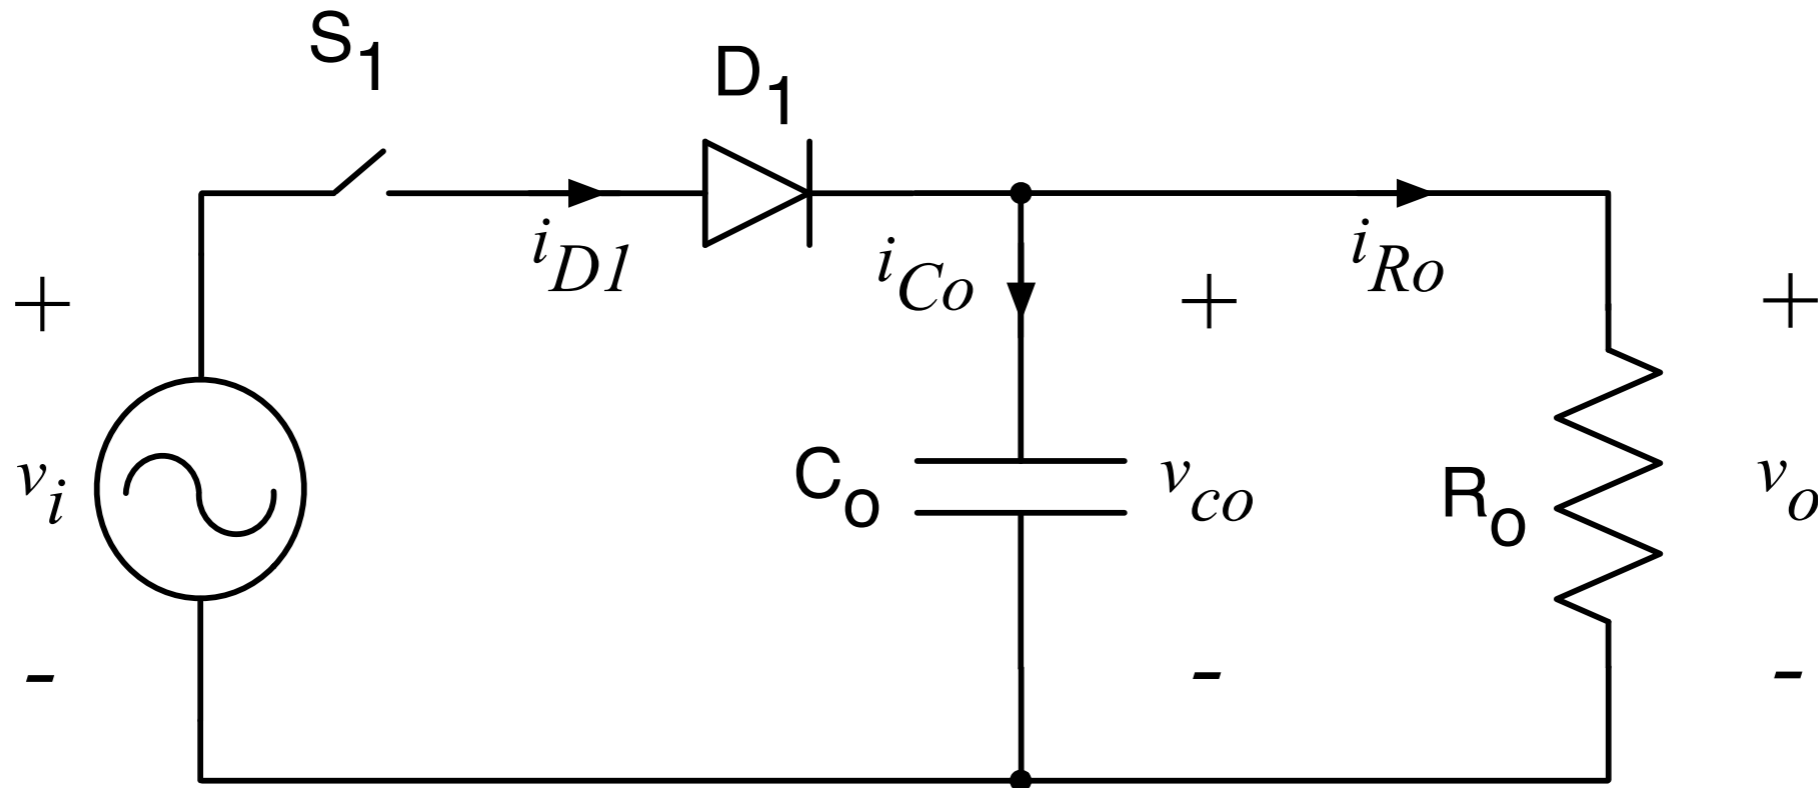 S1
D1
iD1
iCo
iRo
+
+
+
vi
Co
vco
Ro
vo
-
-
-